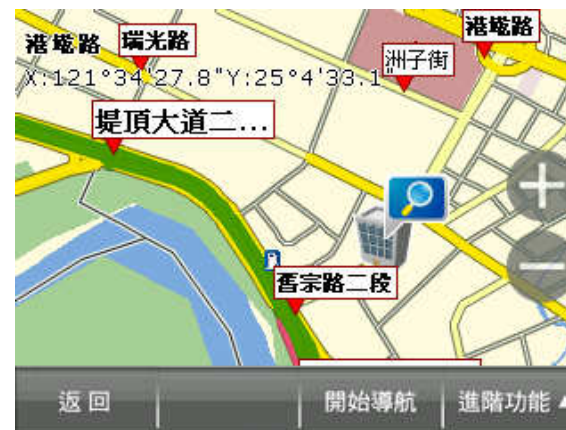 港墘路
瑞光路
港墘路
洲子街
X:121°34'27.8"Y:25°4'33.1
堤頂大道二...
舊宗路二段
返回
開始導航
進階功能